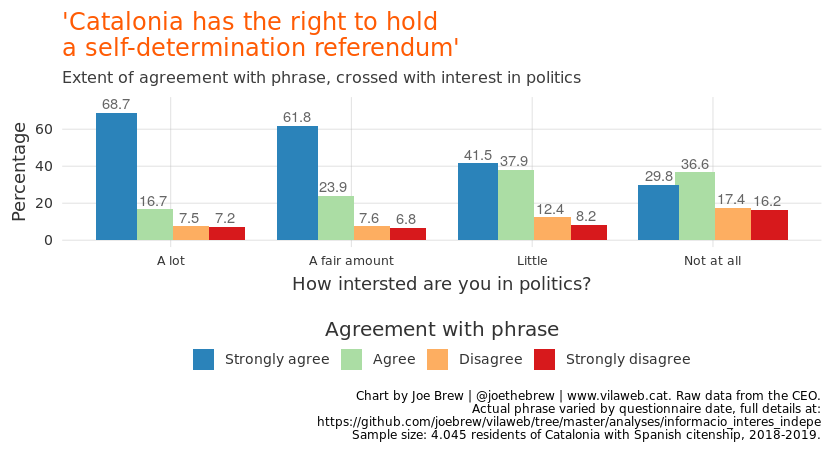 'Catalonia has the right to hold
a self-determination referendum'
Extent of agreement with phrase, crossed with interest in politics
Percentage
60
40
20
0
68.7
16.7
7.5
7.2
61.8
23.9
7.6
6.8
41.5
37.9
12.4
8.2
29.8
36.6
17.4
16.2
A lot
A fair amount
Little
Not at all
How intersted are you in politics?
Agreement with phrase
Strongly agree
Agree
Disagree
Strongly disagree
Chart by Joe Brew | @joethebrew | www.vilaweb.cat. Raw data from the CEO.
Actual phrase varied by questionnaire date, full details at:
https://github.com/joebrew/vilaweb/tree/master/analyses/informacio_interes_indepe
Sample size: 4.045 residents of Catalonia with Spanish citenship, 2018-2019.